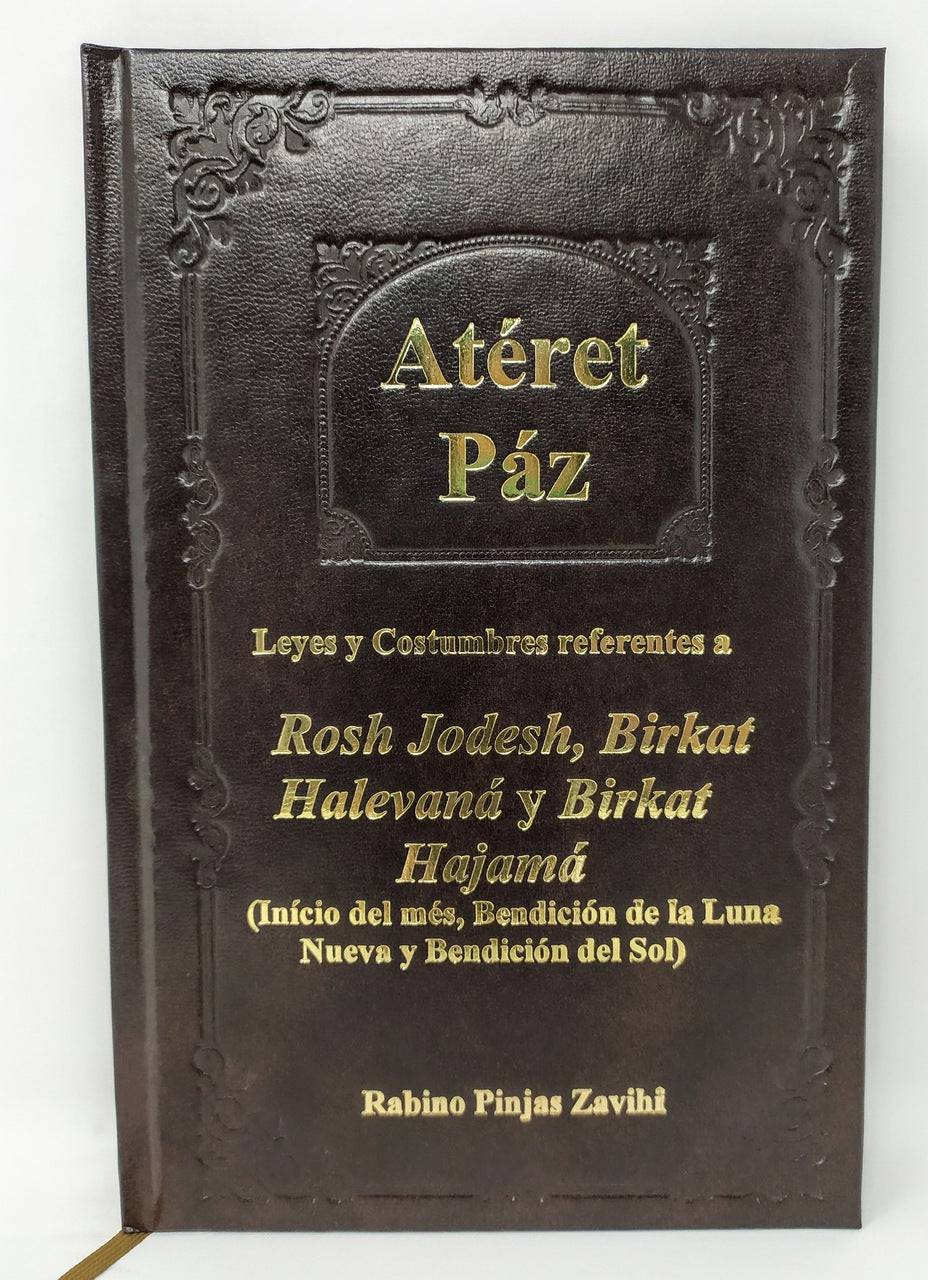 Atéret
Páz
Leyes y Costumbres referentes a
Rosh Jodesh, Birkat
Halevaná y Birkat
Hajamá
(Início del més, Bendición de la Luna
Nueva y Bendición del Sol)
Rabino Pinjas Zavihi